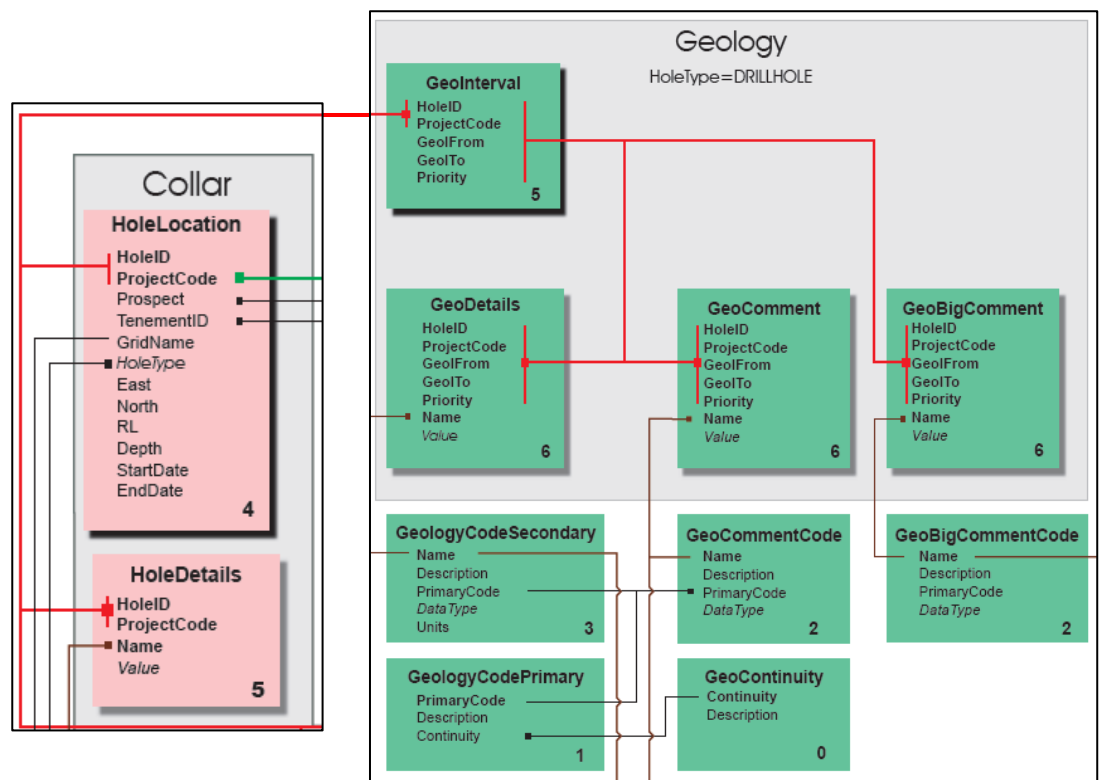 Collar
HoleLocation
HoleID
ProjectCode
Prospect
TenementID
GridName
HoleType
East
North
RL
Depth
StartDate
EndDate
4
HoleDetails
HoleID
ProjectCode
Name
Value
5
Geology
HoleType=DRILLHOLE
GeoInterval
HoleID
ProjectCode
GeolFrom
GeolTo
Priority
5
GeoDetails
HoleID
ProjectCode
GeolFrom
GeolTo
Priority
Name
Value
6
GeoComment
HoleID
ProjectCode
GeolFrom
GeolTo
Priority
Name
Value
6
GeoBigComment
HoleID
ProjectCode
GeolFrom
GeolTo
Priority
Name
Value
6
GeologyCodeSecondary
Name
Description
PrimaryCode
DataType
Units
3
GeoCommentCode
Name
Description
PrimaryCode
DataType
2
GeoBigCommentCode
Name
Description
PrimaryCode
DataType
2
GeologyCodePrimary
PrimaryCode
Description
Continuity
1
GeoContinuity
Continuity
Description
0